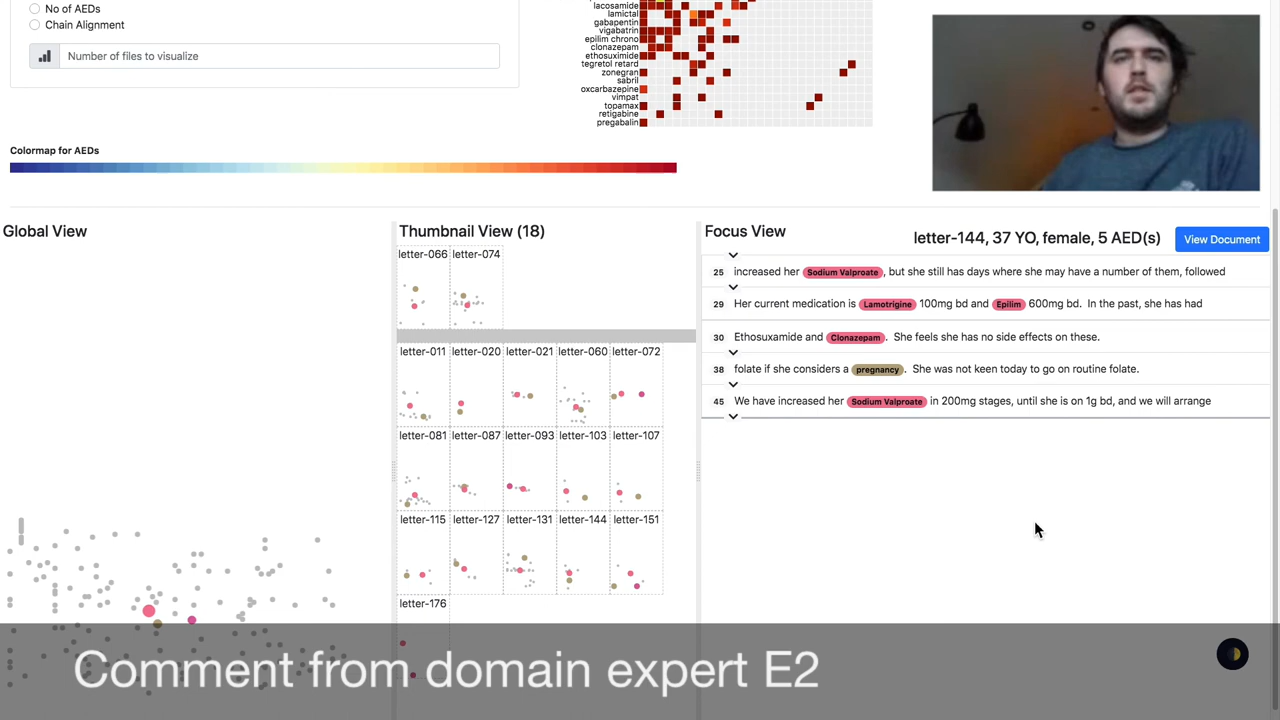 No of AEDs
Chain Alignment
Number of files to visualize
lacosamide
lamictal
gabapentin
vigabatrin
epilim chrono
clonazepam
ethosuximide
tegretol retard
zonegran
sabril
oxcarbazepine
vimpat
topamax
retigabine
pregabalin
Colormap for AEDs
Global View
Thumbnail View (18)
letter-066 letter-074
letter-011 letter-020 letter-021 letter-060 letter-072
letter-081 letter-087 letter-093 letter-103 letter-107
letter-115 letter-127 letter-131 letter-144 letter-151
letter-176
Focus View
letter-144, 37 YO, female, 5 AED(s)
View Document
25 increased her Sodium Valproate, but she still has days where she may have a number of them, followed
29 Her current medication is Lamotrigine 100mg bd and Epilim 600mg bd. In the past, she has had
30 Ethosuxamide and Clonazepam. She feels she has no side effects on these.
38 folate if she considers a pregnancy. She was not keen today to go on routine folate.
45 We have increased her Sodium Valproate in 200mg stages, until she is on 1g bd, and we will arrange
Comment from domain expert E2